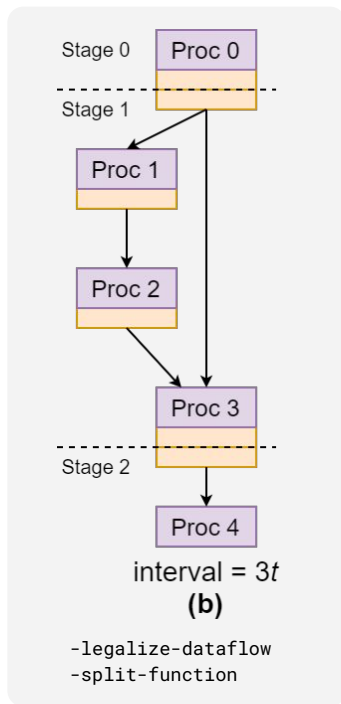 Stage 0
Proc 0
Stage 1
Proc 1
Proc 2
Proc 3
Stage 2
Proc 4
interval = 3t
(b)
-legalize-dataflow
-split-function